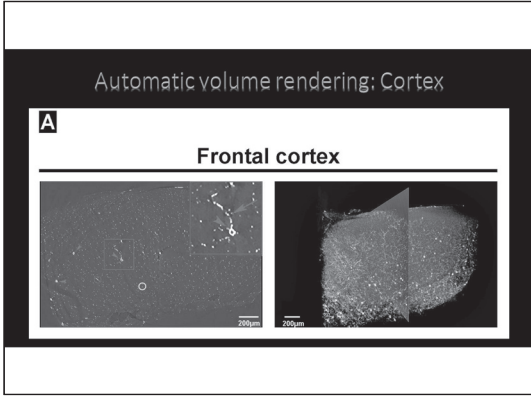 Automatic volume rendering: Cortex
A
Frontal cortex
200μm
200μm